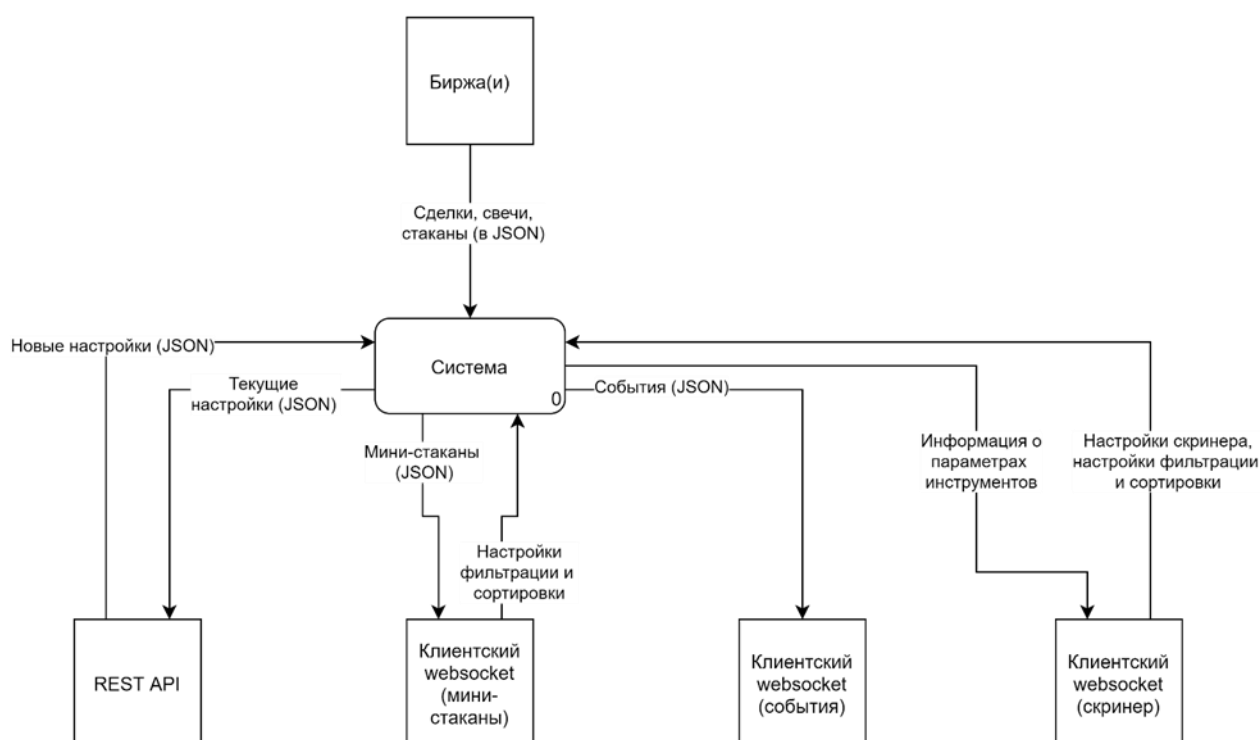 Биржа(и)
Сделки, свечи,
стаканы (в JSON)
Новые настройки (JSON)
Система
0
Текущие
настройки (JSON)
События (JSON)
Мини-стаканы
(JSON)
Настройки
фильтрации и
сортировки
Информация о
параметрах
инструментов
Настройки скринера,
настройки фильтрации
и сортировки
REST API
Клиентский
websocket
(мини-
стаканы)
Клиентский
websocket
(события)
Клиентский
websocket
(скринер)